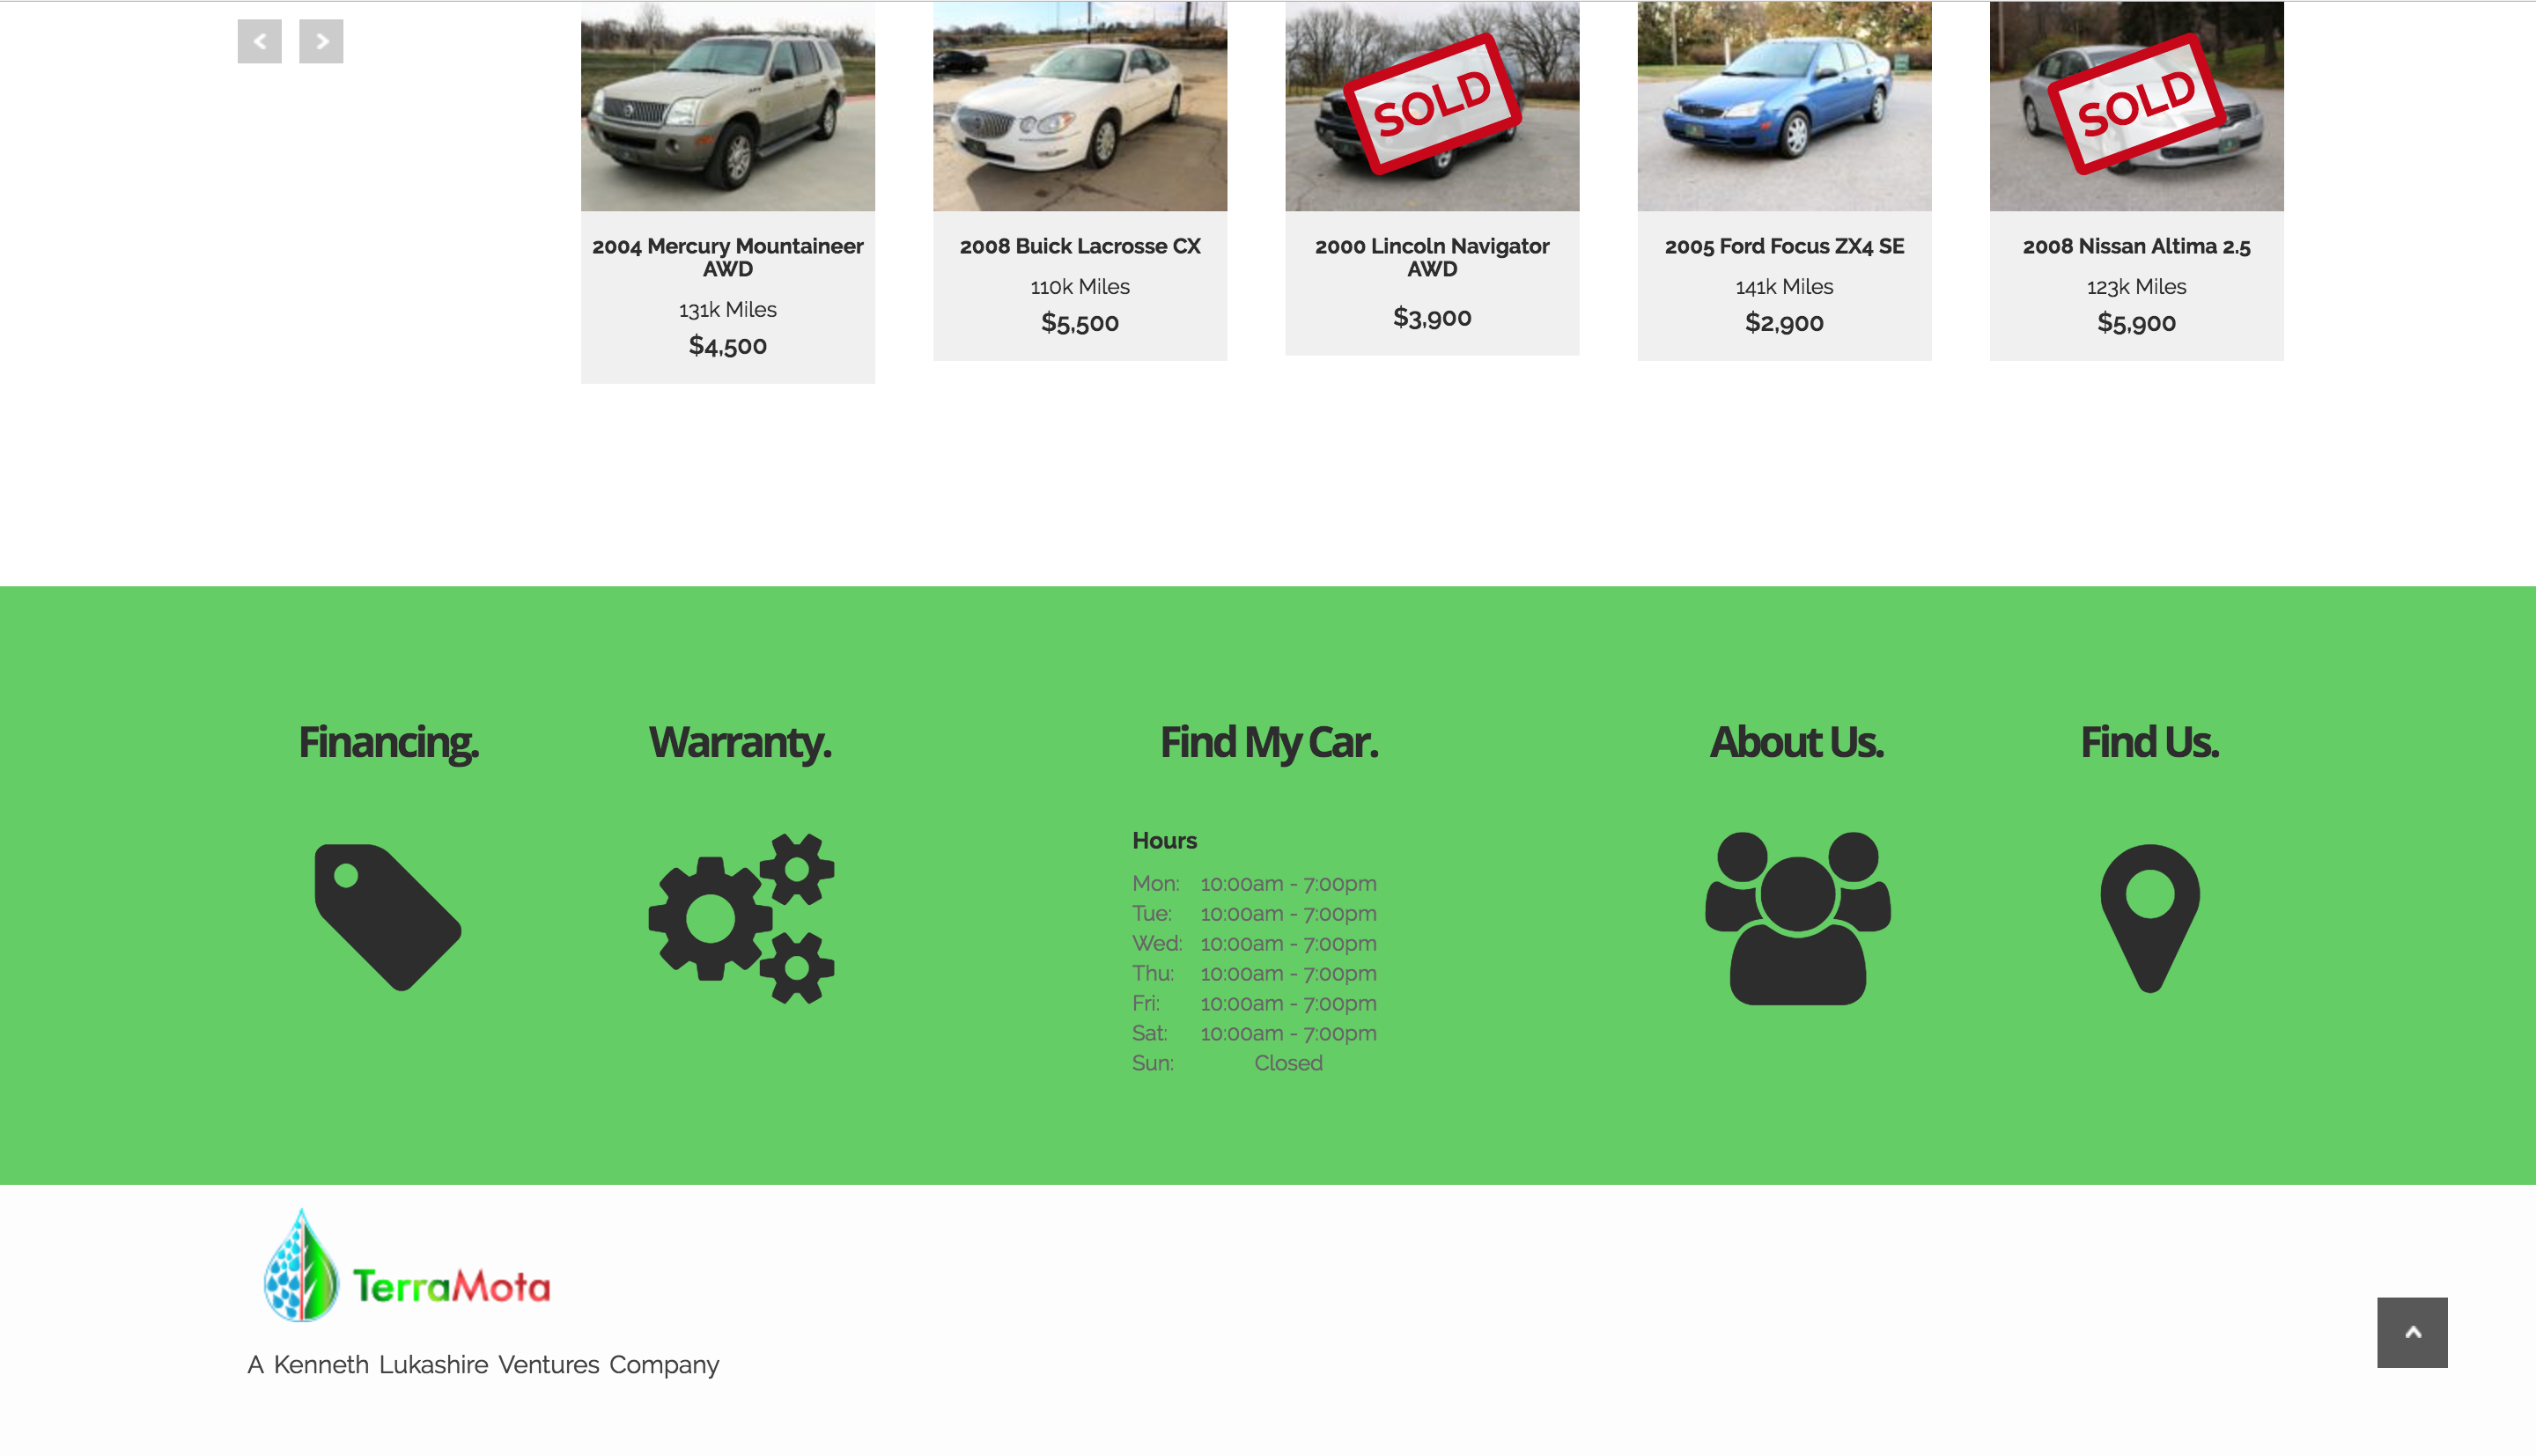 2004 Mercury Mountaineer
AWD
131k Miles
$4,500
2008 Buick Lacrosse CX
110k Miles
$5,500
SOLD
2000 Lincoln Navigator
AWD
$3,900
2005 Ford Focus ZX4 SE
141k Miles
$2,900
SOLD
2008 Nissan Altima 2.5
123k Miles
$5,900
Financing.
Warranty.
Find My Car.
About Us.
Find Us.
Hours
Mon: 10:00am - 7:00pm
Tue: 10:00am - 7:00pm
Wed: 10:00am - 7:00pm
Thu: 10:00am - 7:00pm
Fri: 10:00am - 7:00pm
Sat: 10:00am - 7:00pm
Sun: Closed
TerraMota
A Kenneth Lukashire Ventures Company